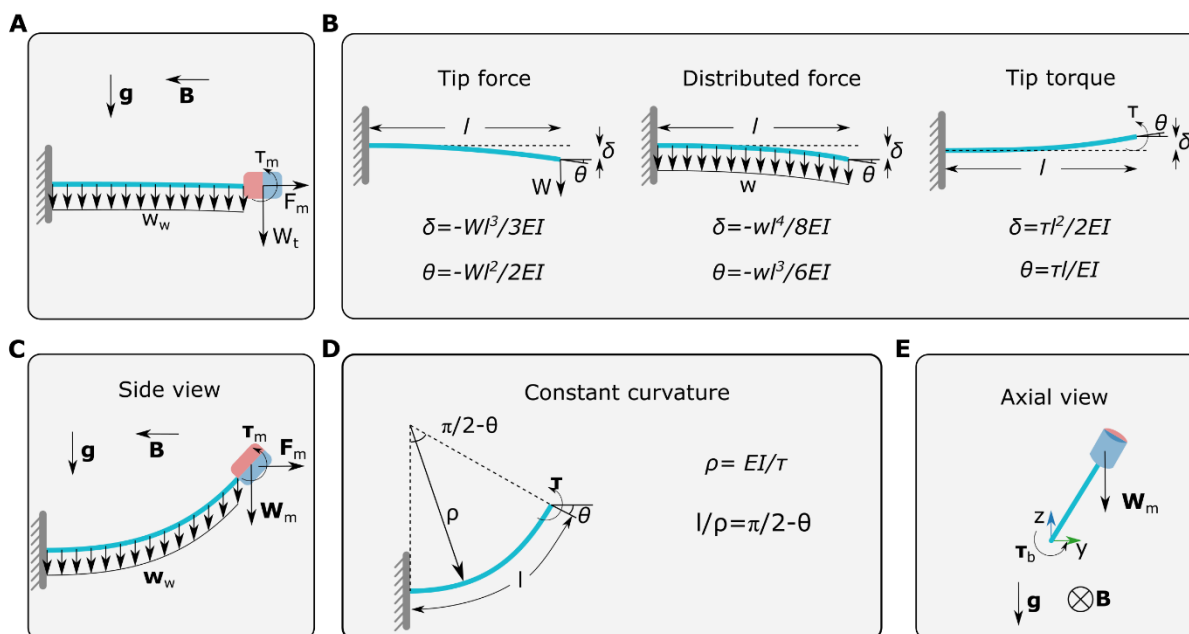 A
g
B
τm
Fm
ww
Wt
B
Tip force
l
δ
θ
W
δ=-Wl³/3EI
θ=-Wl²/2EI
Distributed force
l
δ
θ
w
δ=-wl⁴/8EI
θ=-wl³/6EI
Tip torque
τ
θ
δ
l
δ=τl²/2EI
θ=τl/EI
C
Side view
g
B
τm
Fm
Wm
ww
D
Constant curvature
π/2-θ
ρ
τ
θ
l
ρ= EI/τ
l/ρ=π/2-θ
E
Axial view
Wm
z
y
τb
g
B